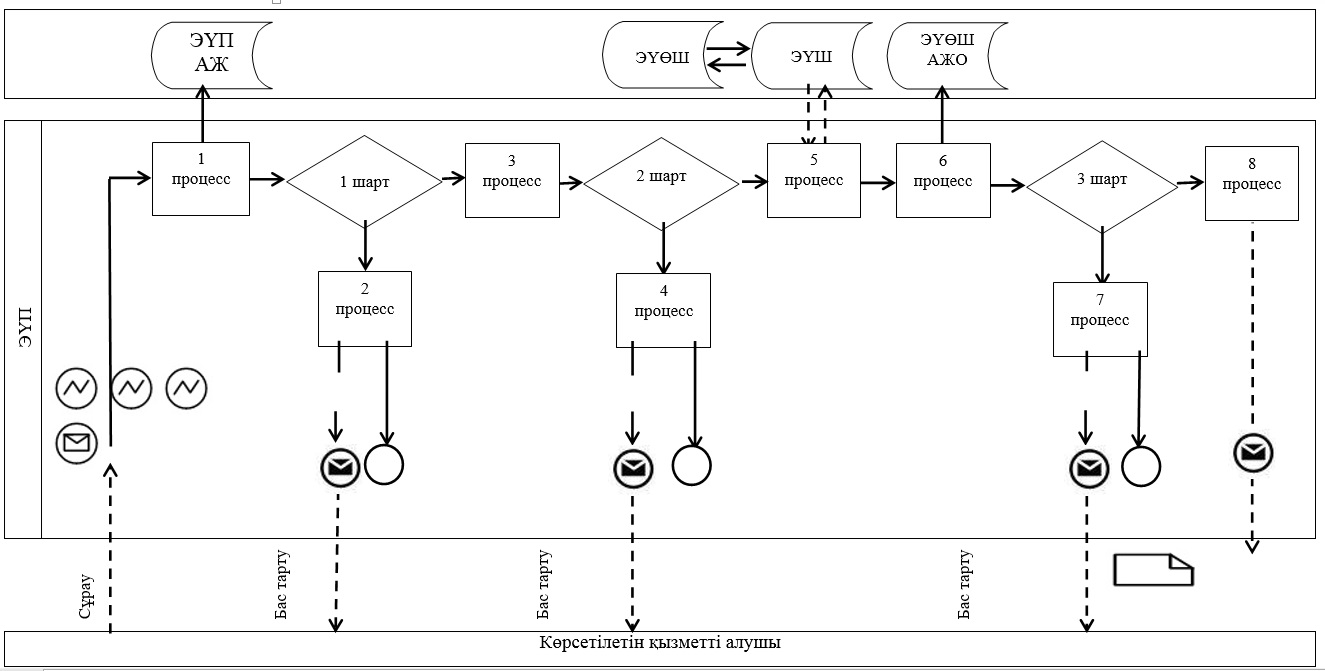 ЭҮП
АЖ
ЭҮӨШ
ЭҮШ
ЭҮӨШ
АЖО
1
процесс
1 шарт
3
процесс
2 шарт
5
процесс
6
процесс
3 шарт
8
процесс
2
процесс
4
процесс
7
процесс
ЭҮП
Сұрау
Бас тарту
Бас тарту
Бас тарту
Көрсетілетін қызметті алушы